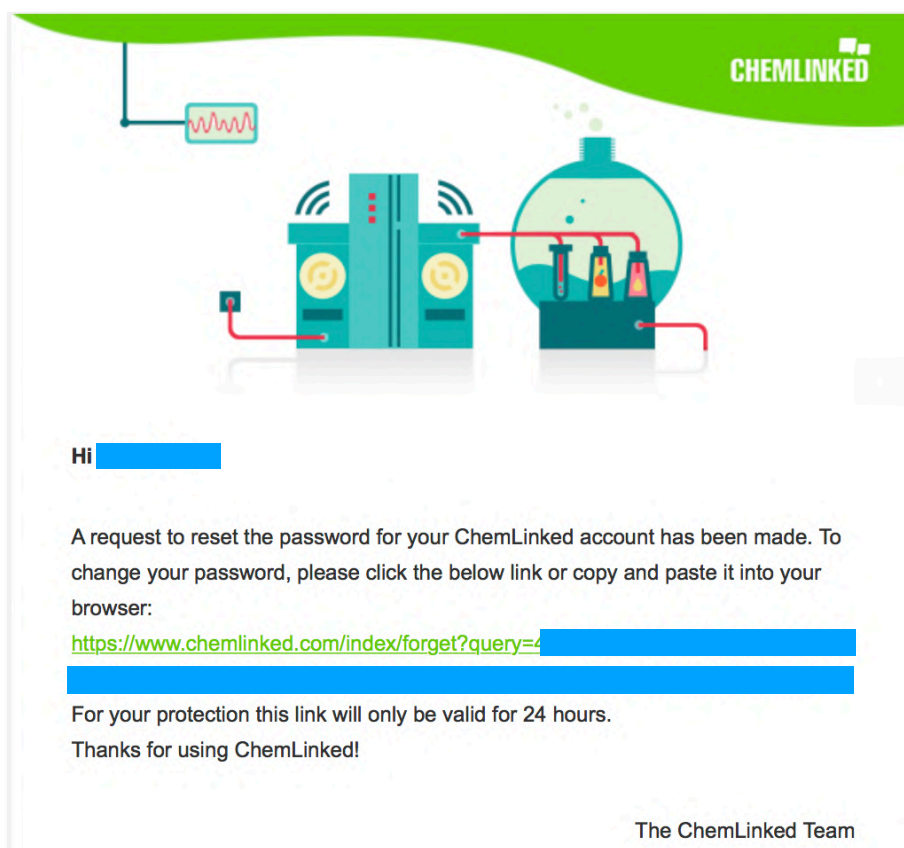 CHEMLINKED
Hi
A request to reset the password for your ChemLinked account has been made. To
change your password, please click the below link or copy and paste it into your
browser:
https://www.chemlinked.com/index/forget?query=4
For your protection this link will only be valid for 24 hours.
Thanks for using ChemLinked!
The ChemLinked Team